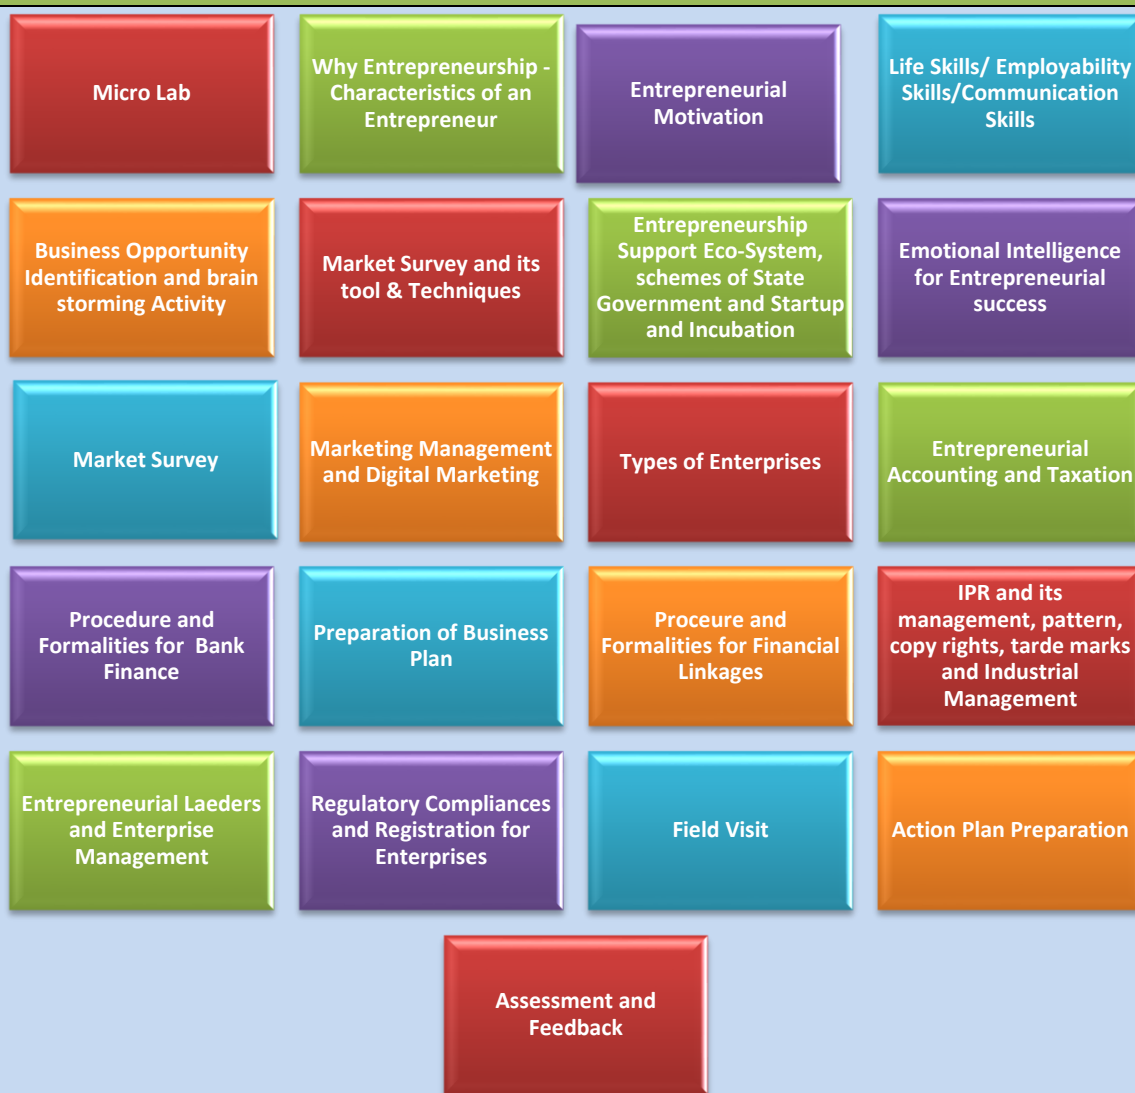 Micro Lab
Why Entrepreneurship -
Characteristics of an
Entrepreneur
Entrepreneurial
Motivation
Life Skills/ Employability
Skills/Communication
Skills
Business Opportunity
Identification and brain
storming Activity
Market Survey and its
tool & Techniques
Entrepreneurship
Support Eco-System,
schemes of State
Government and Startup
and Incubation
Emotional Intelligence
for Entrepreneurial
success
Market Survey
Marketing Management
and Digital Marketing
Types of Enterprises
Entrepreneurial
Accounting and Taxation
Procedure and
Formalities for Bank
Finance
Preparation of Business
Plan
Proceure and
Formalities for Financial
Linkages
IPR and its
management, pattern,
copy rights, tarde marks
and Industrial
Management
Entrepreneurial Laeders
and Enterprise
Management
Regulatory Compliances
and Registration for
Enterprises
Field Visit
Action Plan Preparation
Assessment and
Feedback